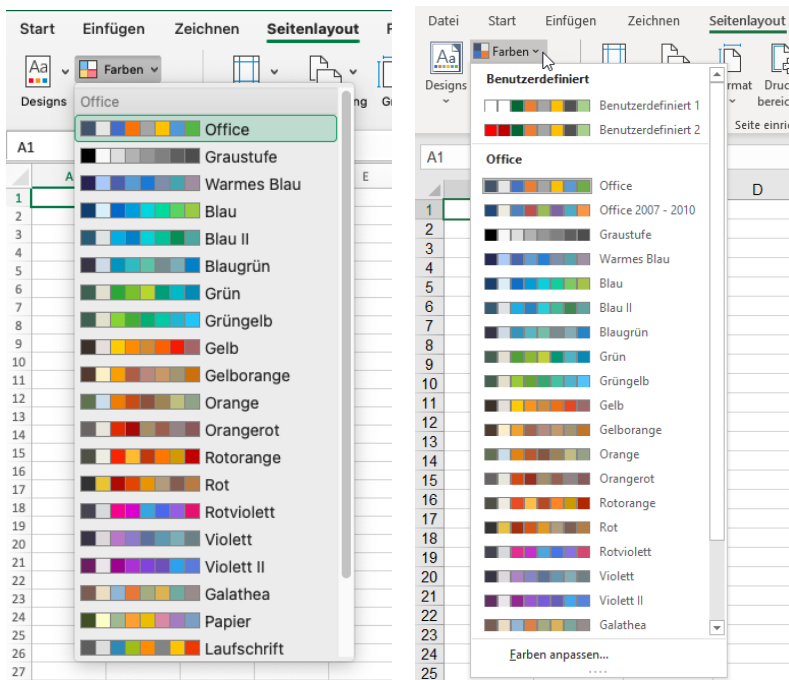 Start Einfügen Zeichnen Seitenlayout
Farben
Designs
Office
A1
A E
Office
Graustufe
Warmes Blau
Blau
Blau II
Blaugrün
Grün
Grüngelb
Gelb
Gelborange
Orange
Orangerot
Rotorange
Rot
Rotviolett
Violett
Violett II
Galathea
Papier
Laufschrift
1
2
3
4
5
6
7
8
9
10
11
12
13
14
15
16
17
18
19
20
21
22
23
24
25
26
27
Datei Start Einfügen Zeichnen Seitenlayout
Farben
Designs
Benutzerdefiniert
Benutzerdefiniert 1
Benutzerdefiniert 2
Seite einri
A1
D
Office
Office
Office 2007 - 2010
Graustufe
Warmes Blau
Blau
Blau II
Blaugrün
Grün
Grüngelb
Gelb
Gelborange
Orange
Orangerot
Rotorange
Rot
Rotviolett
Violett
Violett II
Galathea
Farben anpassen...
1
2
3
4
5
6
7
8
9
10
11
12
13
14
15
16
17
18
19
20
21
22
23
24
25